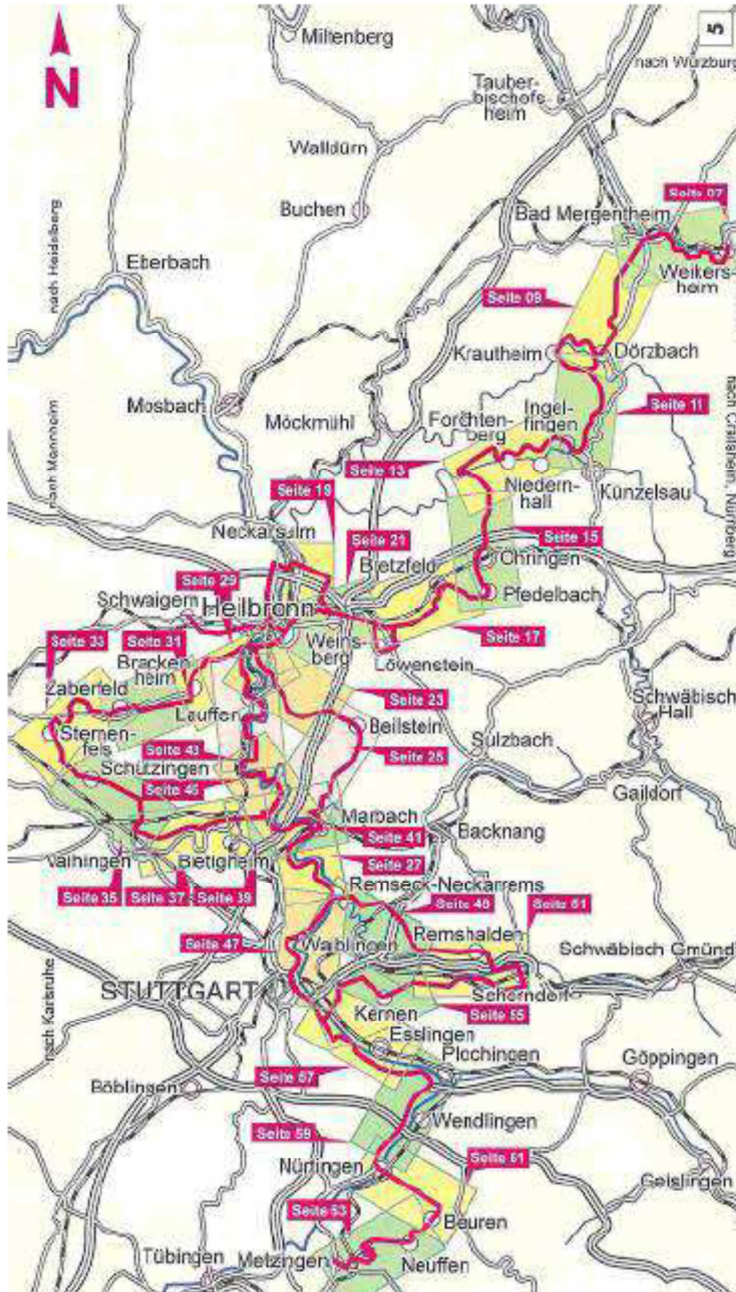 N
5
Miltenberg
nach Würzburg
Tauber-
bischofs-
heim
Walldürn
Seite 07
Buchen
Bad Mergentheim
nach Heidelberg
Eberbach
Weikers-
heim
Seite 09
Krautheim
Dörzbach
Mosbach
Möckmühl
Ingel-
fingen
Forchten-
berg
Seite 11
nach Mannheim
nach Crailsheim, Nürnberg
Seite 13
Niedern-
hall
Künzelsau
Seite 19
Neckarsulm
Seite 21
Seite 15
Bretzfeld
Öhringen
Seite 29
Pfedelbach
Schwaigern
Heilbronn
Seite 17
Seite 33
Seite 31
Weins-
berg
Löwenstein
Bracken
heim
Zaberfeld
Seite 23
Schwäbisch
Hall
Lauffen
Beilstein
Sternen-
fels
Seite 43
Seite 25
Sulzbach
Schützingen
Seite 45
Gaildorf
Marbach
Seite 41
Backnang
Vaihingen
Bietigheim
Seite 27
Remseck-Neckarrems
Seite 35
Seite 37
Seite 39
Seite 51
Remshalden
Seite 47
Waiblingen
Schwäbisch Gmünd
nach Karlsruhe
STUTTGART
Schorndorf
Kernen
Seite 55
Esslingen
Plochingen
Göppingen
Seite 57
Böblingen
Wendlingen
Seite 59
Nürtingen
Seite 61
Geislingen
Seite 63
Beuren
Tübingen
Metzingen
Neuffen